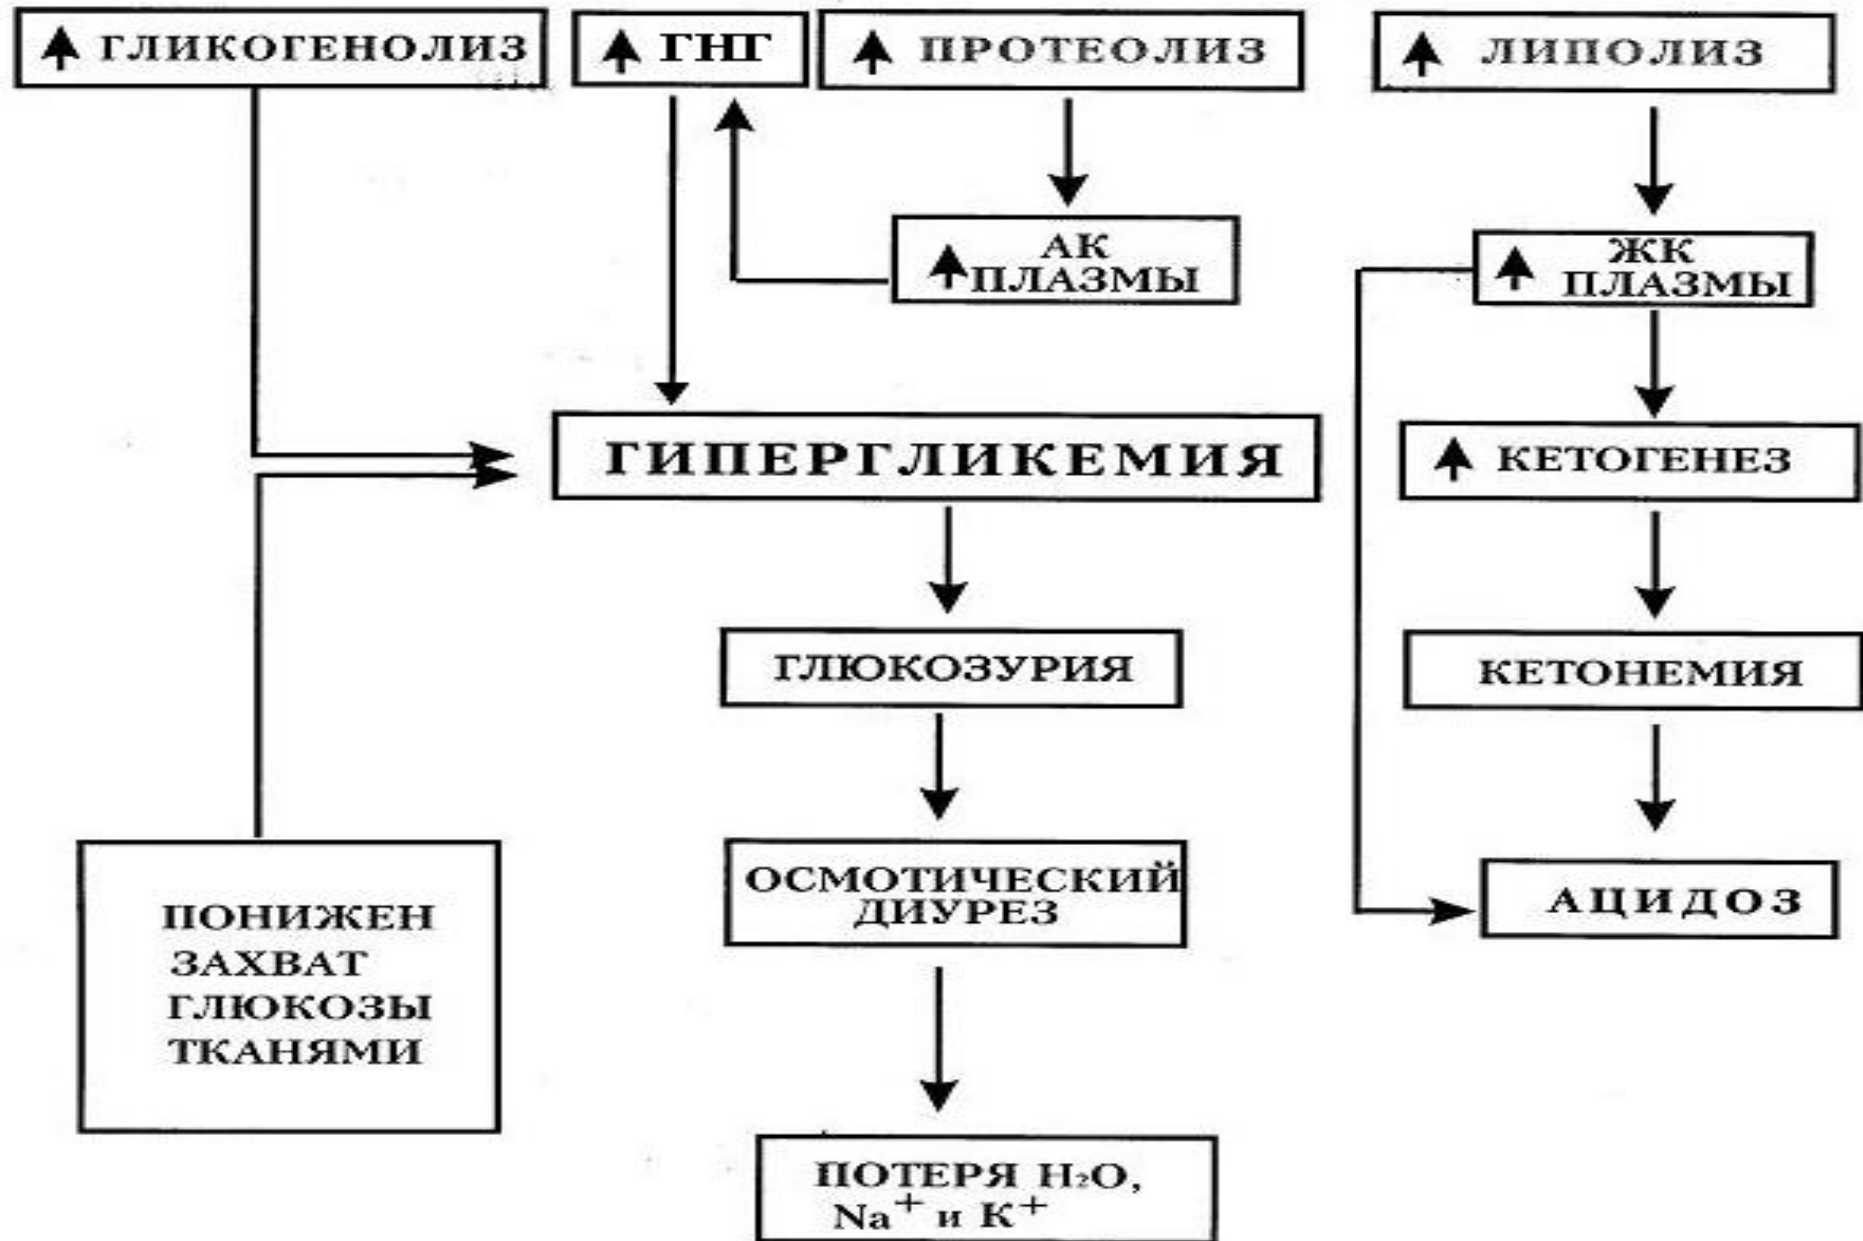 ГЛИКОГЕНОЛИЗ
ГНГ
ПРОТЕОЛИЗ
ЛИПОЛИЗ
АК
ПЛАЗМЫ
ЖК
ПЛАЗМЫ
ГИПЕРГЛИКЕМИЯ
КЕТОГЕНЕЗ
ГЛЮКОЗУРИЯ
КЕТОНЕМИЯ
ОСМОТИЧЕСКИЙ
ДИУРЕЗ
АЦИДОЗ
ПОНИЖЕН
ЗАХВАТ
ГЛЮКОЗЫ
ТКАНЯМИ
ПОТЕРЯ H₂O,
Na⁺ и К⁺